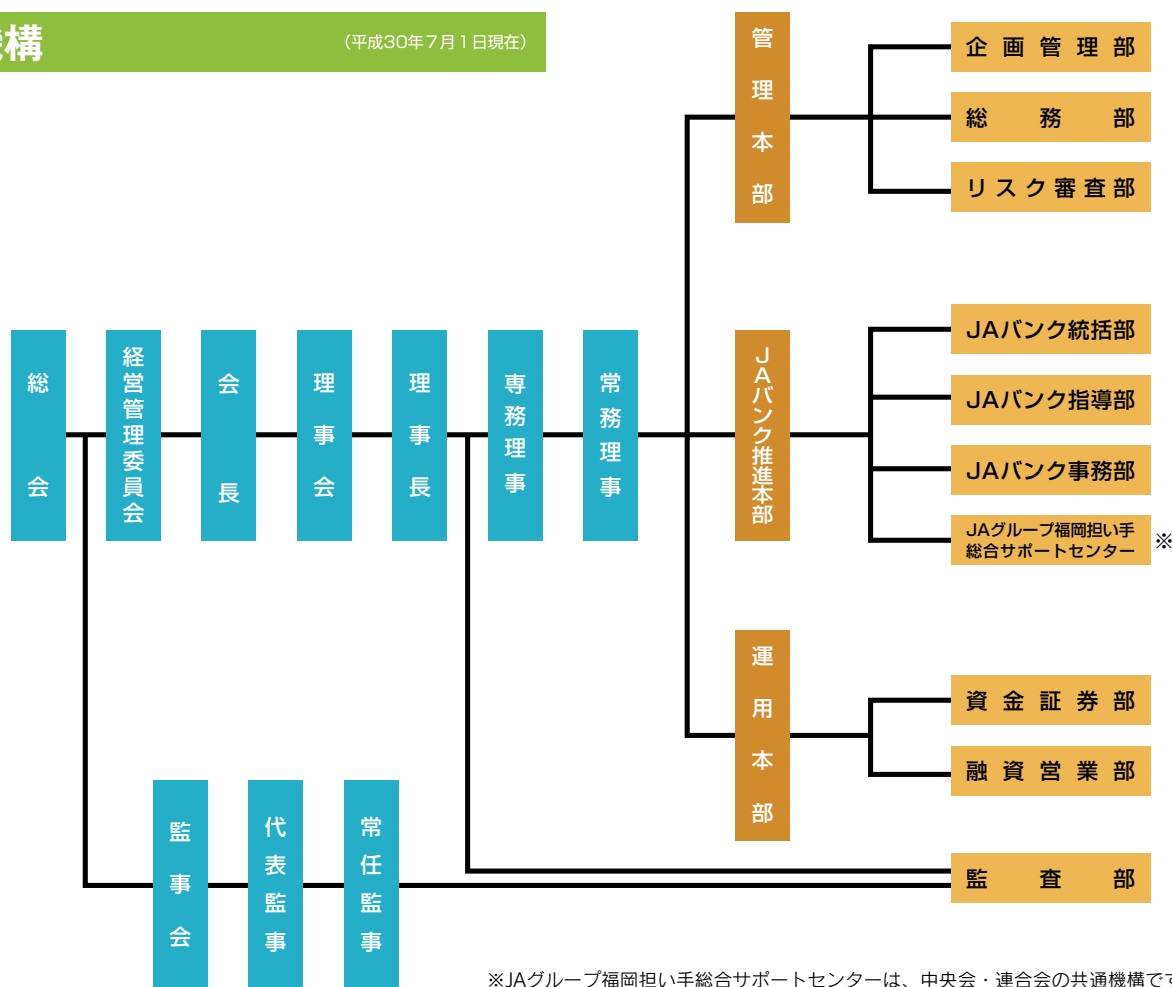 機構
(平成30年7月1日現在)
管理本部
企画管理部
総務部
リスク審査部
総会
経営管理委員会
会長
理事会
理事長
専務理事
常務理事
JAバンク推進本部
JAバンク統括部
JAバンク指導部
JAバンク事務部
JAグループ福岡担い手
総合サポートセンター ※
運用本部
資金証券部
融資営業部
監事会
代表監事
常任監事
監査部
※JAグループ福岡担い手総合サポートセンターは、中央会・連合会の共通機構です